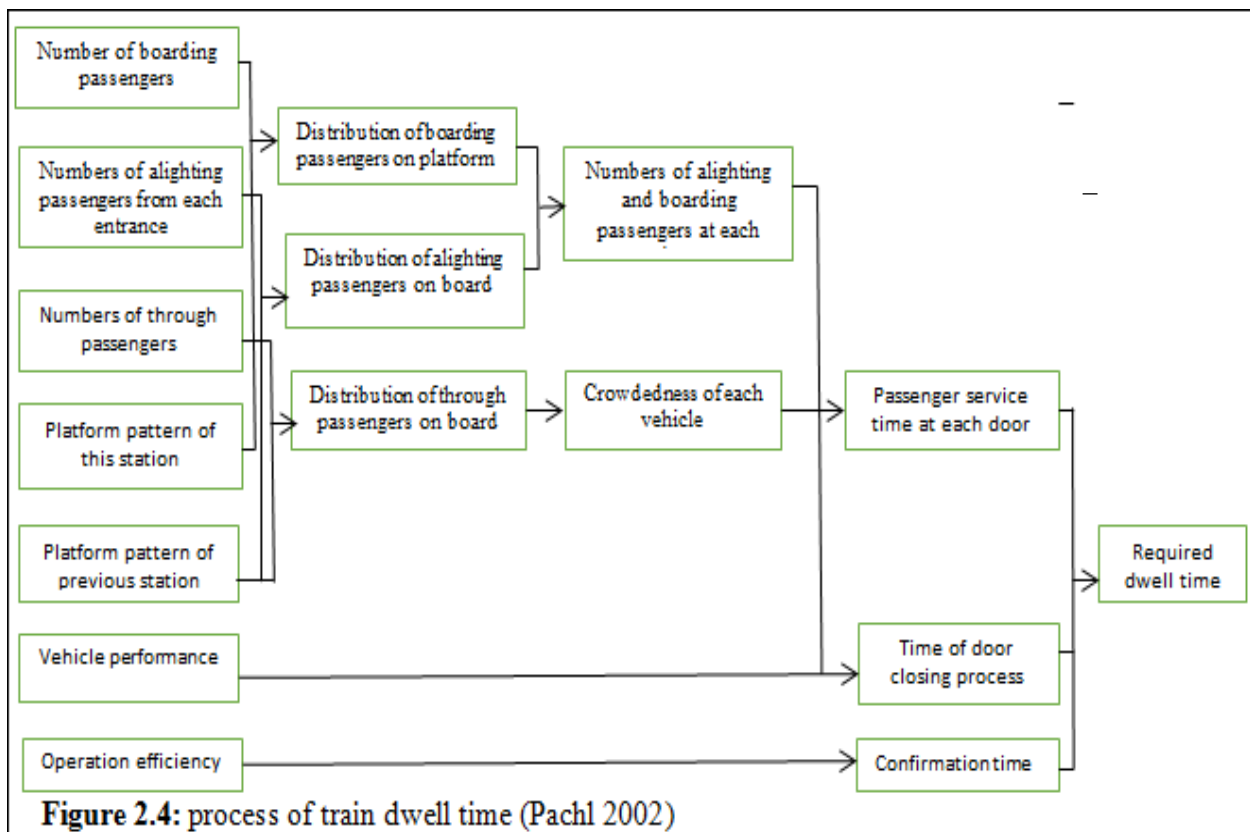 Number of boarding
passengers
Numbers of alighting
passengers from each
entrance
Numbers of through
passengers
Platform pattern of
this station
Platform pattern of
previous station
Vehicle performance
Operation efficiency
Distribution of boarding
passengers on platform
Distribution of alighting
passengers on board
Distribution of through
passengers on board
Numbers of alighting
and boarding
passengers at each
Crowdedness of each
vehicle
Passenger service
time at each door
Time of door
closing process
Confirmation time
Required
dwell time
Figure 2.4: process of train dwell time (Pachl 2002)